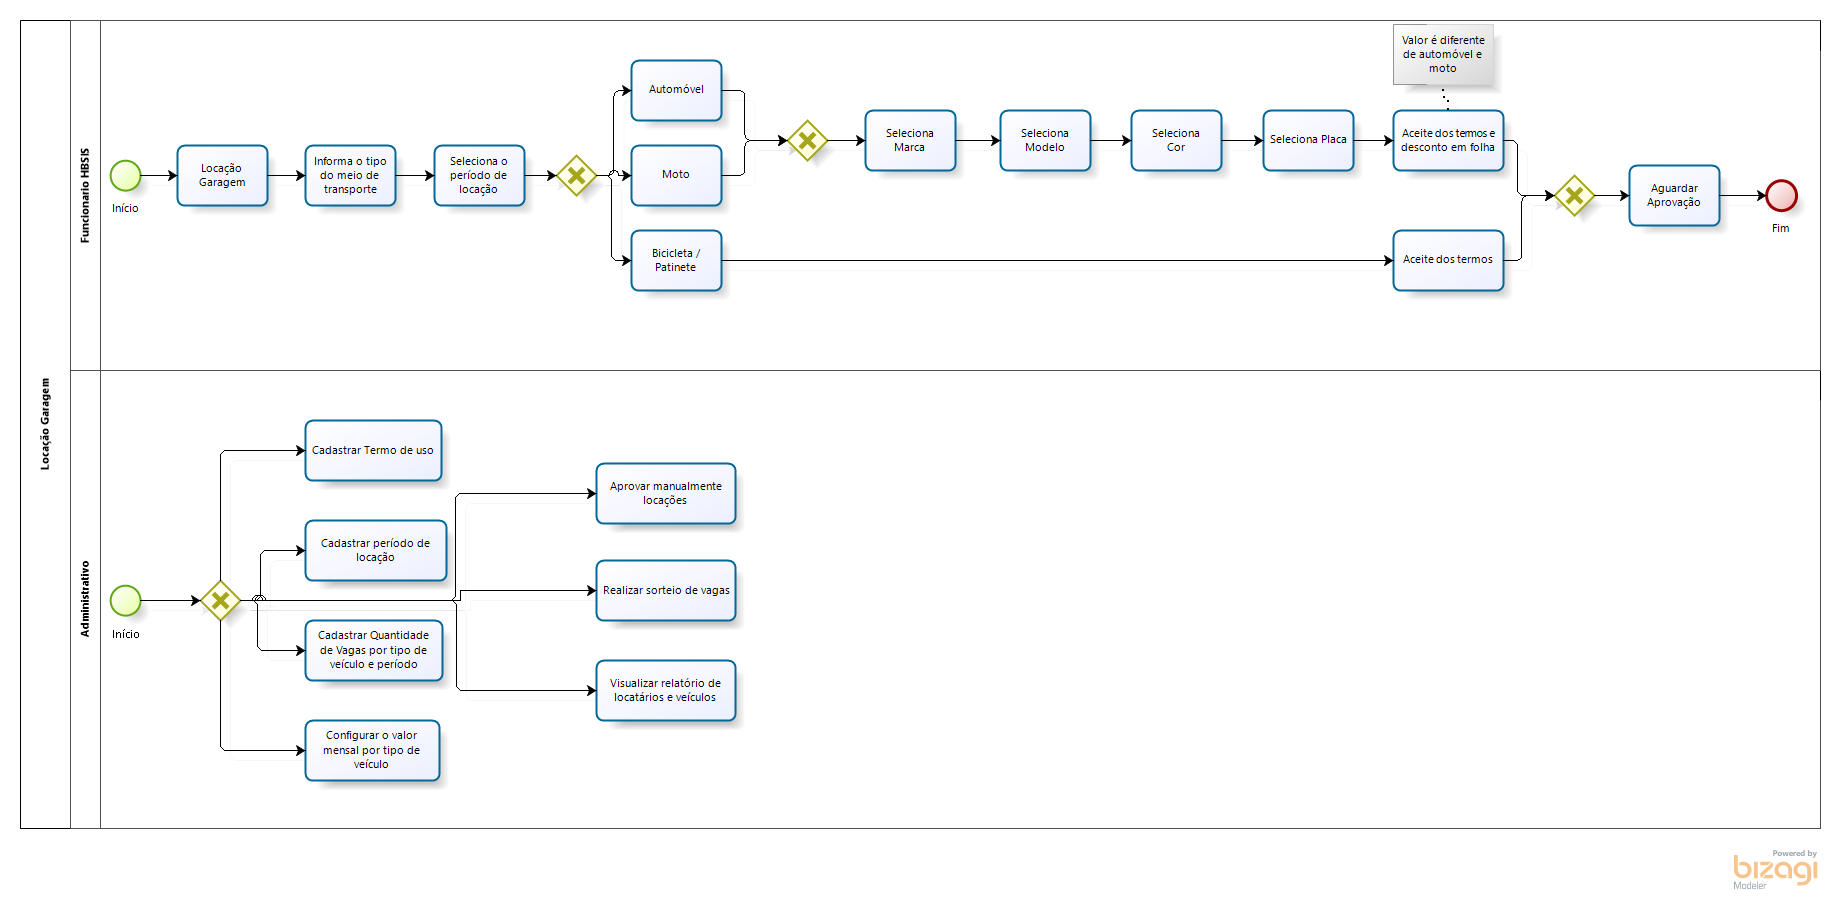 Locação Garagem
Funcionario HBSIS
Início
Locação
Garagem
Informa o tipo
do meio de
transporte
Seleciona o
período de
locação
Automóvel
Moto
Bicicleta /
Patinete
Seleciona
Marca
Seleciona
Modelo
Seleciona
Cor
Seleciona Placa
Valor é diferente
de automóvel e
moto
Aceite dos termos e
desconto em folha
Aceite dos termos
Aguardar
Aprovação
Fim
Administrativo
Início
Cadastrar Termo de uso
Cadastrar período de
locação
Cadastrar Quantidade
de Vagas por tipo de
veículo e período
Configurar o valor
mensal por tipo de
veículo
Aprovar manualmente
locações
Realizar sorteio de vagas
Visualizar relatório de
locatários e veículos
Powered by
bizagi
Modeler